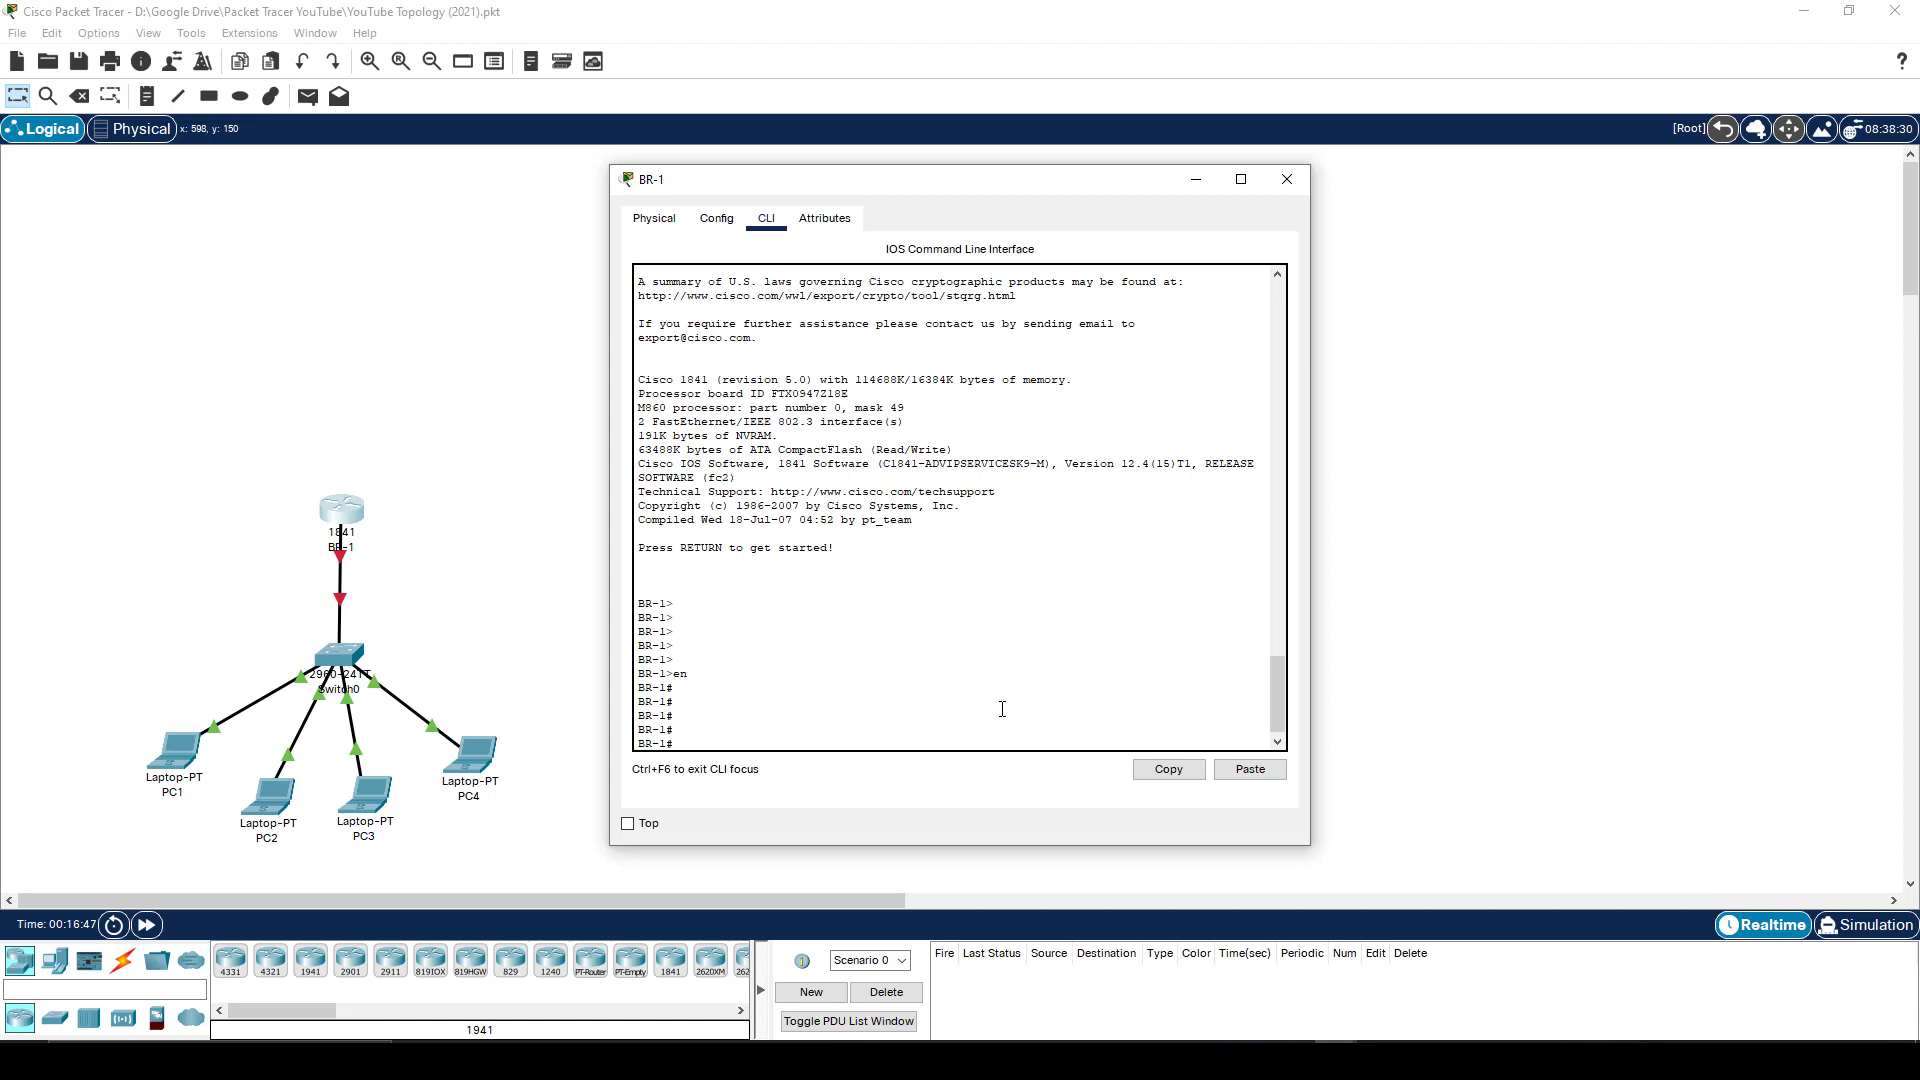 Cisco Packet Tracer - D:\Google Drive\Packet Tracer YouTube\YouTube Topology (2021).pkt
File Edit Options View Tools Extensions Window Help
Logical Physical x: 598, y: 150 [Root] 08:38:30
BR-1
Physical Config CLI Attributes
IOS Command Line Interface
A summary of U.S. laws governing Cisco cryptographic products may be found at:
http://www.cisco.com/wwl/export/crypto/tool/stqrg.html
If you require further assistance please contact us by sending email to
export@cisco.com.
Cisco 1841 (revision 5.0) with 114688K/16384K bytes of memory.
Processor board ID FTX0947Z18E
M860 processor: part number 0, mask 49
2 FastEthernet/IEEE 802.3 interface(s)
191K bytes of NVRAM.
63488K bytes of ATA CompactFlash (Read/Write)
Cisco IOS Software, 1841 Software (C1841-ADVIPSERVICESK9-M), Version 12.4(15)T1, RELEASE
SOFTWARE (fc2)
Technical Support: http://www.cisco.com/techsupport
Copyright (c) 1986-2007 by Cisco Systems, Inc.
Compiled Wed 18-Jul-07 04:52 by pt_team
Press RETURN to get started!
BR-1>
BR-1>
BR-1>
BR-1>
BR-1>
BR-1>en
BR-1#
BR-1#
BR-1#
BR-1#
BR-1#
Ctrl+F6 to exit CLI focus
Copy Paste
Top
1841
BR-1
2960-24TT
Switch0
Laptop-PT
PC1
Laptop-PT
PC2
Laptop-PT
PC3
Laptop-PT
PC4
Time: 00:16:47 Realtime Simulation
4331 4321 1941 2901 2911 819IOX 819HGW 829 1240 PT-Router PT-Empty 1841 2620XM 262
1941
Scenario 0
New Delete
Toggle PDU List Window
Fire Last Status Source Destination Type Color Time(sec) Periodic Num Edit Delete